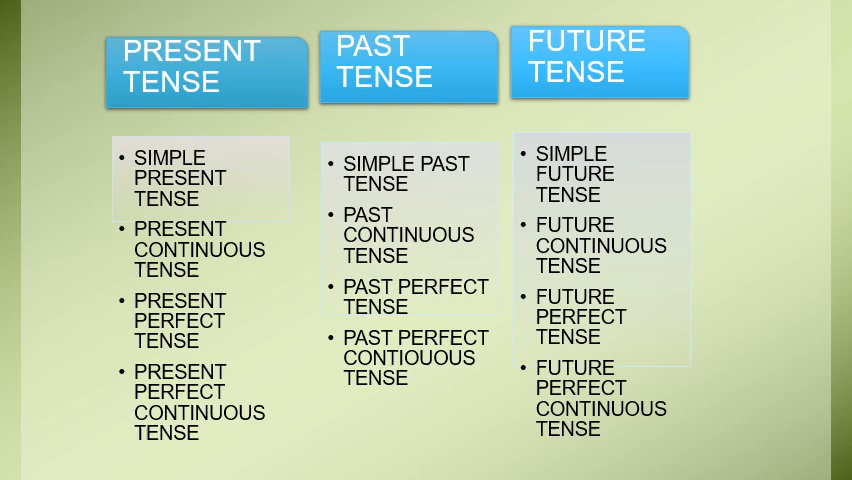 PRESENT
TENSE
• SIMPLE
PRESENT
TENSE
• PRESENT
CONTINUOUS
TENSE
• PRESENT
PERFECT
TENSE
• PRESENT
PERFECT
CONTINUOUS
TENSE
PAST
TENSE
• SIMPLE PAST
TENSE
• PAST
CONTINUOUS
TENSE
• PAST PERFECT
TENSE
• PAST PERFECT
CONTIOUOUS
TENSE
FUTURE
TENSE
• SIMPLE
FUTURE
TENSE
• FUTURE
CONTINUOUS
TENSE
• FUTURE
PERFECT
TENSE
• FUTURE
PERFECT
CONTINUOUS
TENSE